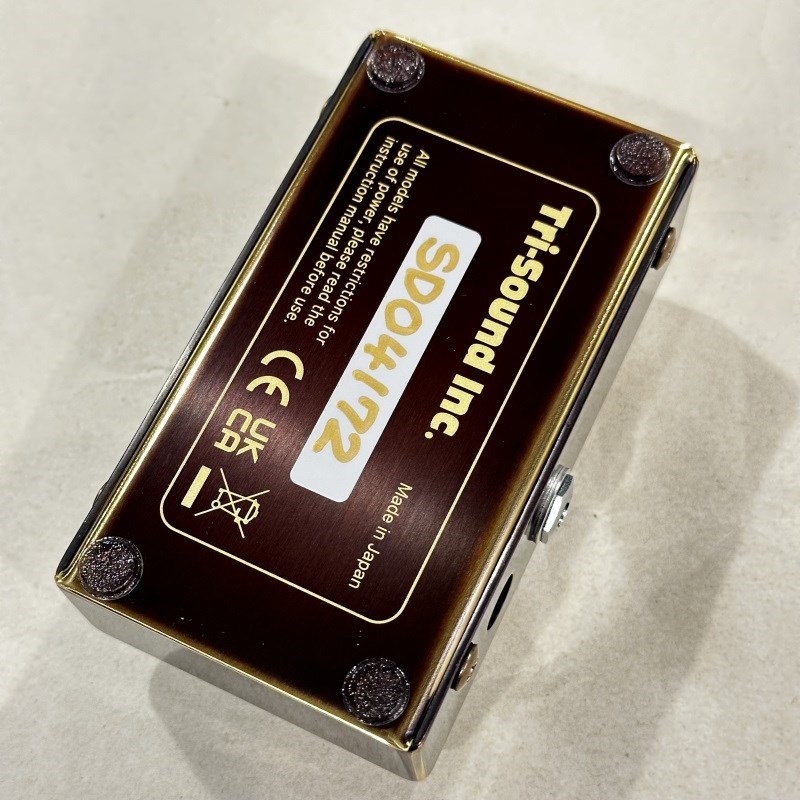 Tri-Sound Inc.
SD04172
All models have restrictions for
use of power, please read the
instruction manual before use.
CE
UK
CA
Made in Japan